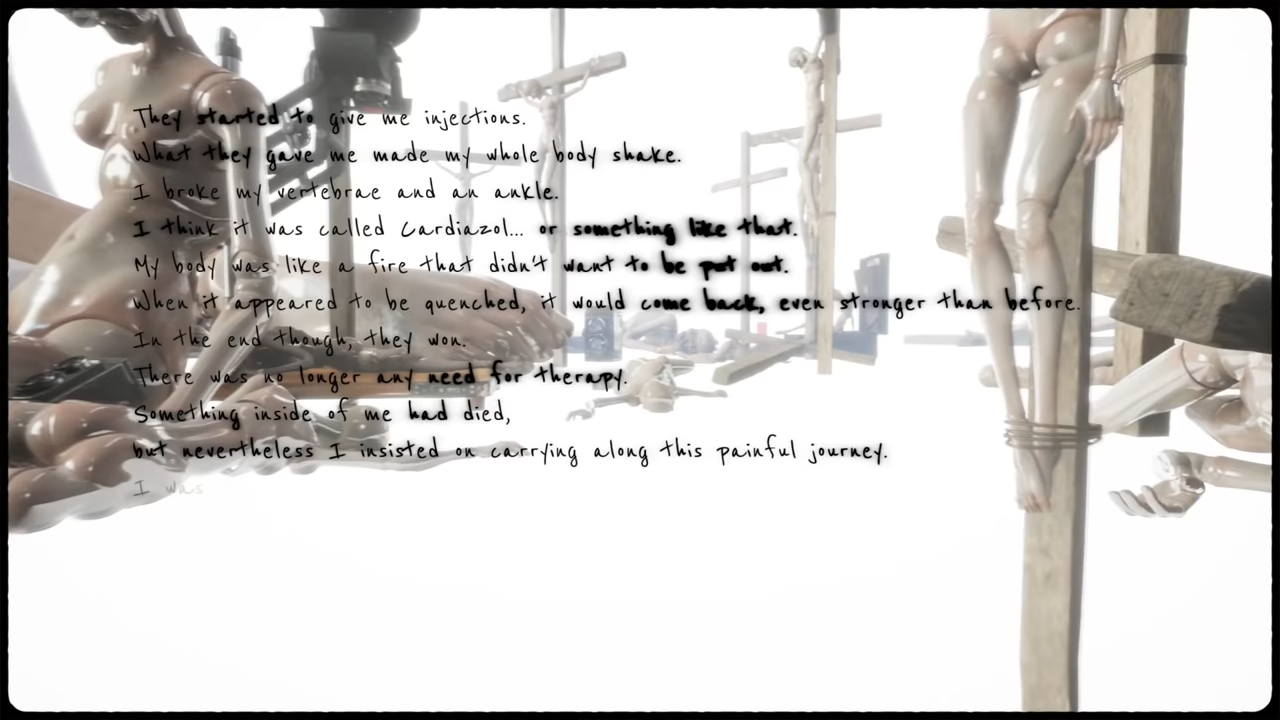 They started to give me injections.
What they gave me made my whole body shake.
I broke my vertebrae and an ankle.
I think it was called Cardiazol... or something like that.
My body was like a fire that didn't want to be put out.
When it appeared to be quenched, it would come back, even stronger than before.
In the end though, they won.
There was no longer any need for therapy.
Something inside of me had died,
but nevertheless I insisted on carrying along this painful journey.
I was